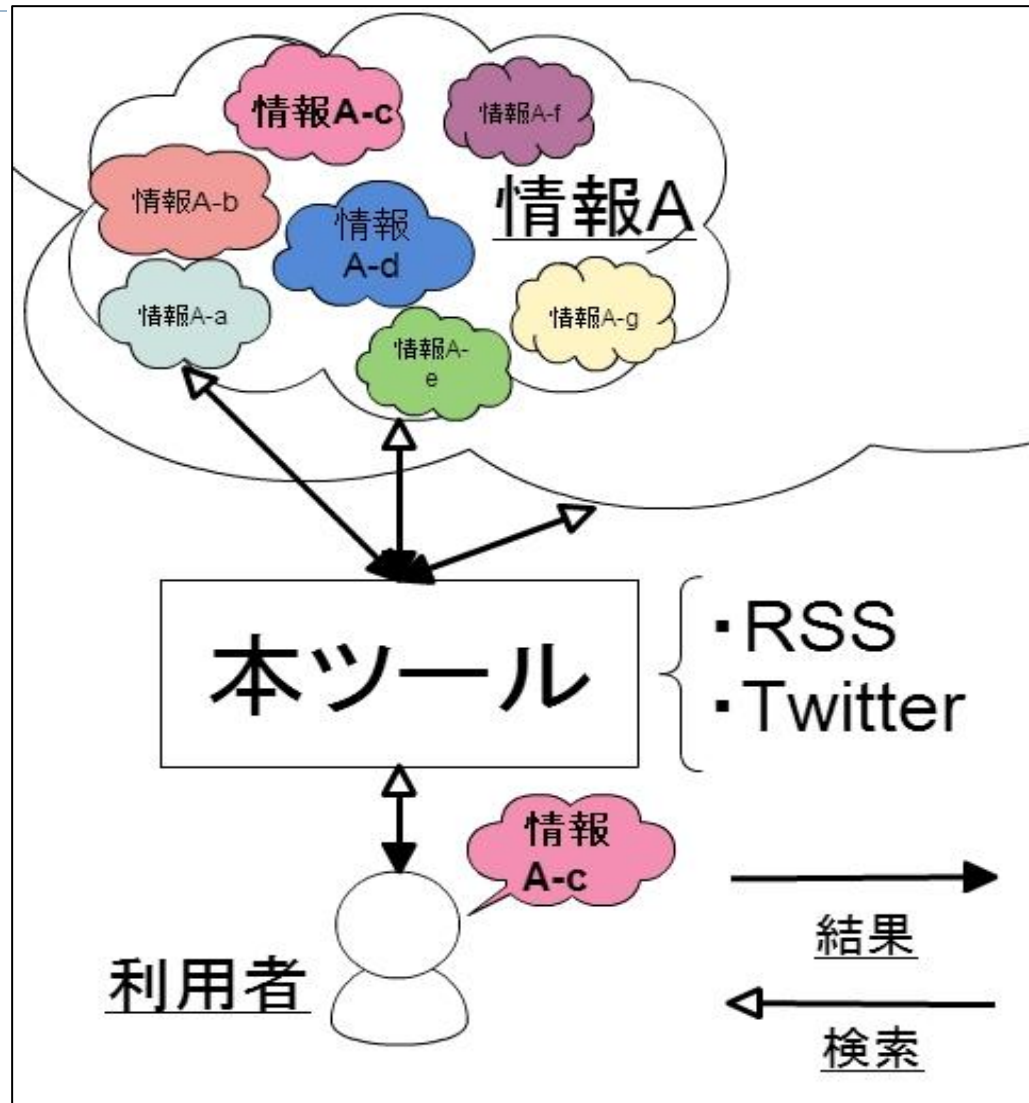 情報A-c
情報A-f
情報A-b
情報
A-d
情報A
情報A-a
情報A-
e
情報A-g
本ツール
・RSS
・Twitter
情報
A-c
利用者
結果
検索